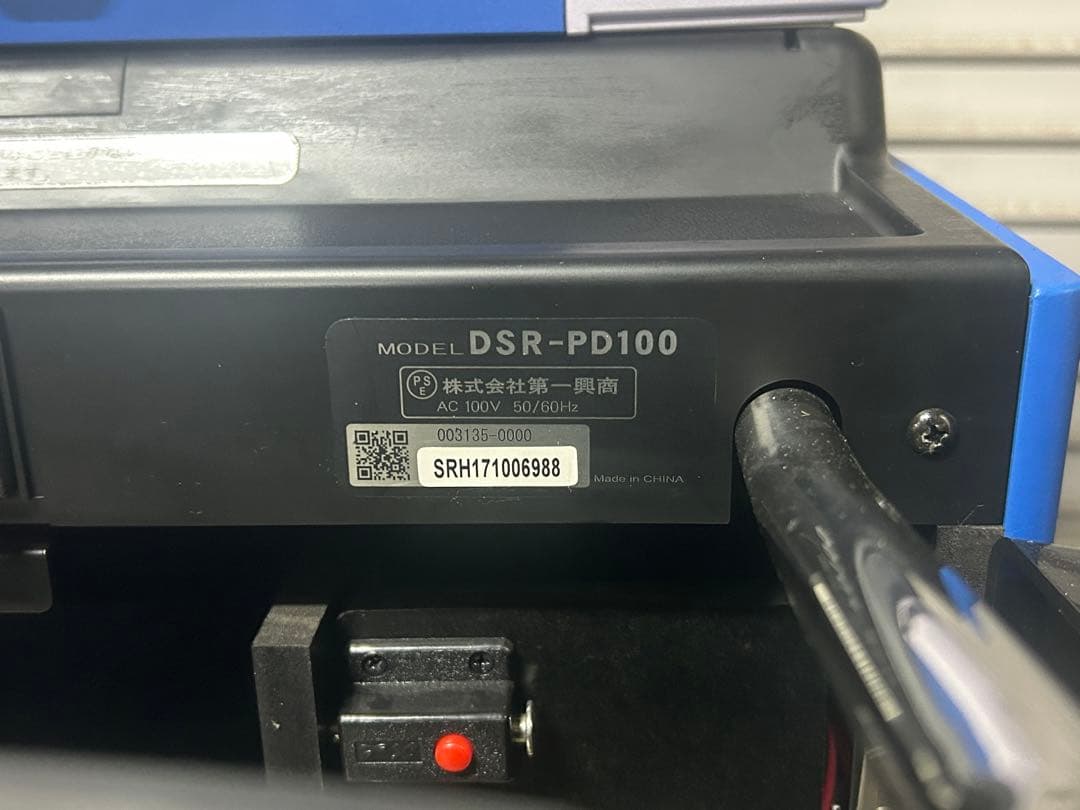 MODEL DSR-PD100
PSE 株式会社第一興商
AC 100V 50/60Hz
003135-0000
SRH171006988
Made in CHINA